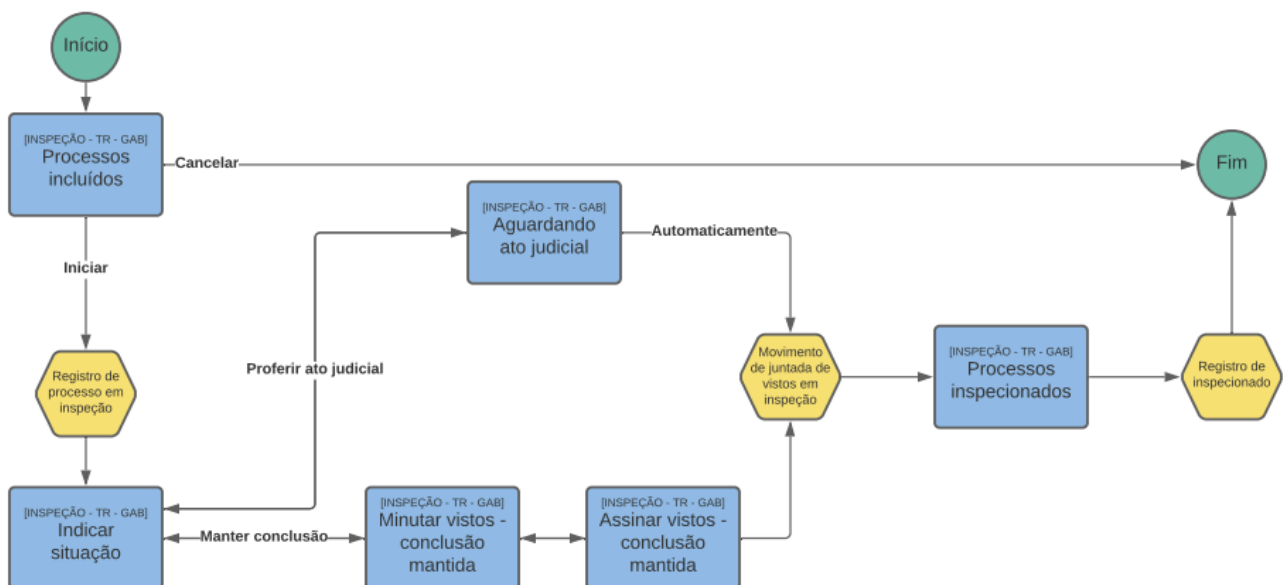 Início
[INSPEÇÃO - TR - GAB]
Processos
incluídos
Cancelar
Fim
[INSPEÇÃO - TR - GAB]
Aguardando
ato judicial
Automaticamente
Iniciar
Registro de
processo em
inspeção
Proferir ato judicial
Movimento
de juntada de
vistos em
inspeção
[INSPEÇÃO - TR - GAB]
Processos
inspecionados
Registro de
inspecionado
[INSPEÇÃO - TR - GAB]
Indicar
situação
Manter conclusão
[INSPEÇÃO - TR - GAB]
Minutar vistos -
conclusão
mantida
[INSPEÇÃO - TR - GAB]
Assinar vistos -
conclusão
mantida